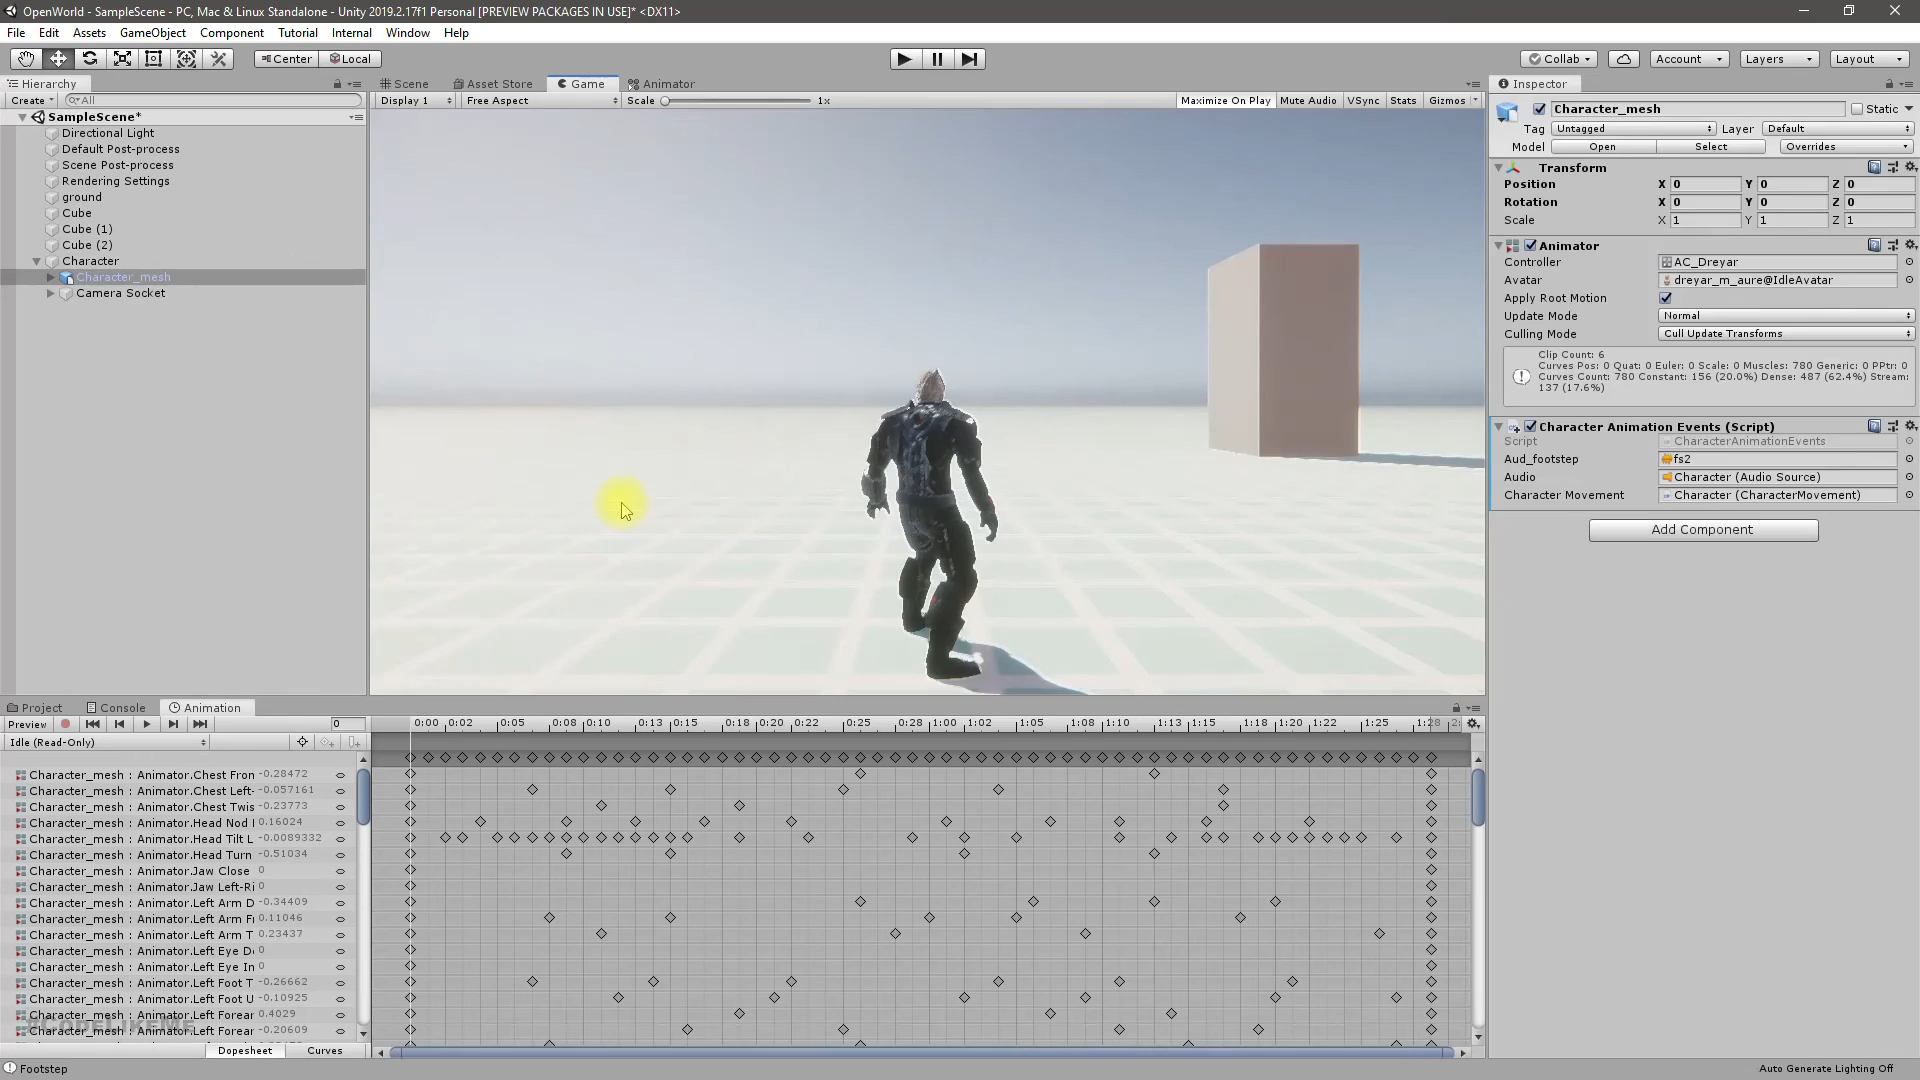 OpenWorld - SampleScene - PC, Mac & Linux Standalone - Unity 2019.2.17f1 Personal [PREVIEW PACKAGES IN USE]* <DX11>
File Edit Assets GameObject Component Tutorial Internal Window Help
Center Local Collab Account Layers Layout
Hierarchy
Create All
SampleScene*
Directional Light
Default Post-process
Scene Post-process
Rendering Settings
ground
Cube
Cube (1)
Cube (2)
Character
Character_mesh
Camera Socket
Scene Asset Store Game Animator
Display 1 Free Aspect Scale 1x Maximize On Play Mute Audio VSync Stats Gizmos
Inspector
Character_mesh Static
Tag Untagged Layer Default
Model Open Select Overrides
Transform
Position X 0 Y 0 Z 0
Rotation X 0 Y 0 Z 0
Scale X 1 Y 1 Z 1
Animator
Controller AC_Dreyar
Avatar dreyar_m_aure@IdleAvatar
Apply Root Motion
Update Mode Normal
Culling Mode Cull Update Transforms
Clip Count: 6
Curves Pos: 0 Quat: 0 Euler: 0 Scale: 0 Muscles: 780 Generic: 0 PPtr: 0
Curves Count: 780 Constant: 156 (20.0%) Dense: 487 (62.4%) Stream:
137 (17.6%)
Character Animation Events (Script)
Script CharacterAnimationEvents
Aud_footstep fs2
Audio Character (Audio Source)
Character Movement Character (CharacterMovement)
Add Component
Project Console Animation
Preview 0 0:00 0:02 0:05 0:08 0:10 0:13 0:15 0:18 0:20 0:22 0:25 0:28 1:00 1:02 1:05 1:08 1:10 1:13 1:15 1:18 1:20 1:22 1:25 1:28
Idle (Read-Only)
Character_mesh : Animator.Chest Fron -0.28472
Character_mesh : Animator.Chest Left- -0.057161
Character_mesh : Animator.Chest Twis -0.23773
Character_mesh : Animator.Head Nod 0.16024
Character_mesh : Animator.Head Tilt L -0.0089332
Character_mesh : Animator.Head Turn -0.51034
Character_mesh : Animator.Jaw Close 0
Character_mesh : Animator.Jaw Left-Ri 0
Character_mesh : Animator.Left Arm D -0.34409
Character_mesh : Animator.Left Arm F 0.11046
Character_mesh : Animator.Left Arm T 0.23437
Character_mesh : Animator.Left Eye D 0
Character_mesh : Animator.Left Eye In 0
Character_mesh : Animator.Left Foot T -0.26662
Character_mesh : Animator.Left Foot U -0.10925
Character_mesh : Animator.Left Forear 0.4029
Character_mesh : Animator.Left Forear -0.20609
#CodeLikeMe
Dopesheet Curves
Footstep Auto Generate Lighting Off